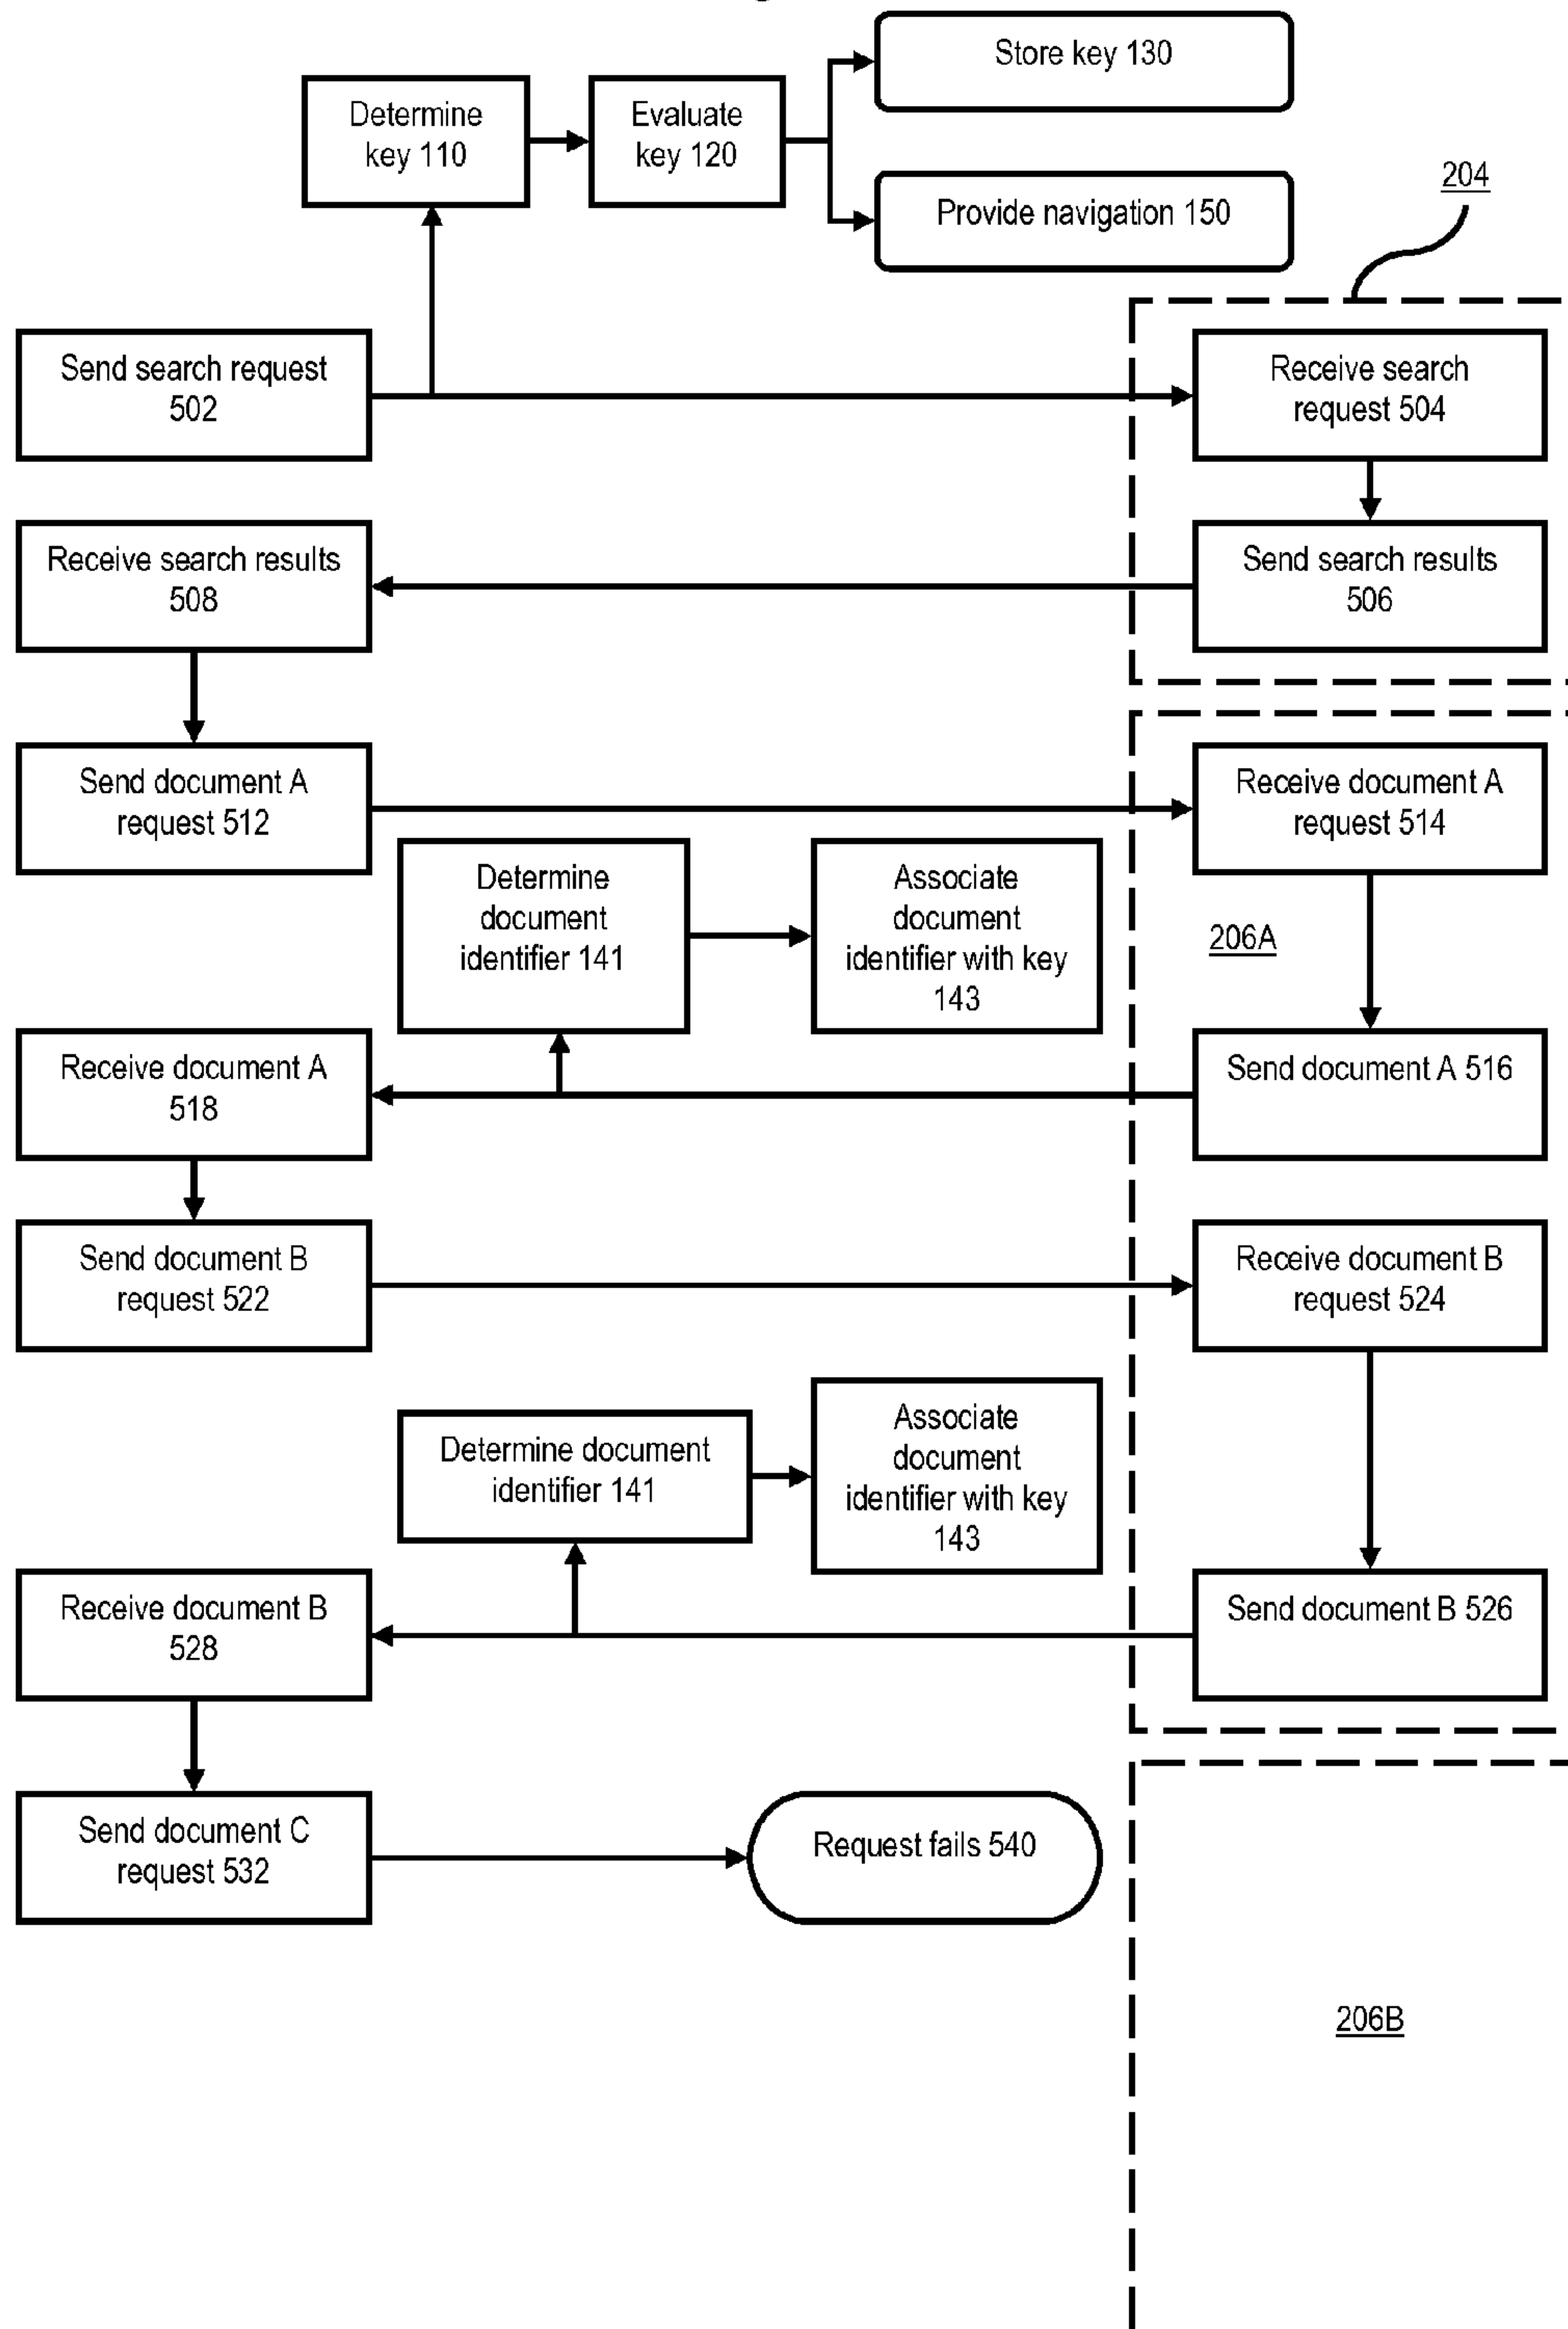 Store key 130
Determine
key 110
Evaluate
key 120
Provide navigation 150
204
Send search request
502
Receive search
request 504
Receive search results
508
Send search results
506
Send document A
request 512
Receive document A
request 514
Determine
document
identifier 141
Associate
document
identifier with key
143
206A
Receive document A
518
Send document A 516
Send document B
request 522
Receive document B
request 524
Determine document
identifier 141
Associate
document
identifier with key
143
Receive document B
528
Send document B 526
Send document C
request 532
Request fails 540
206B